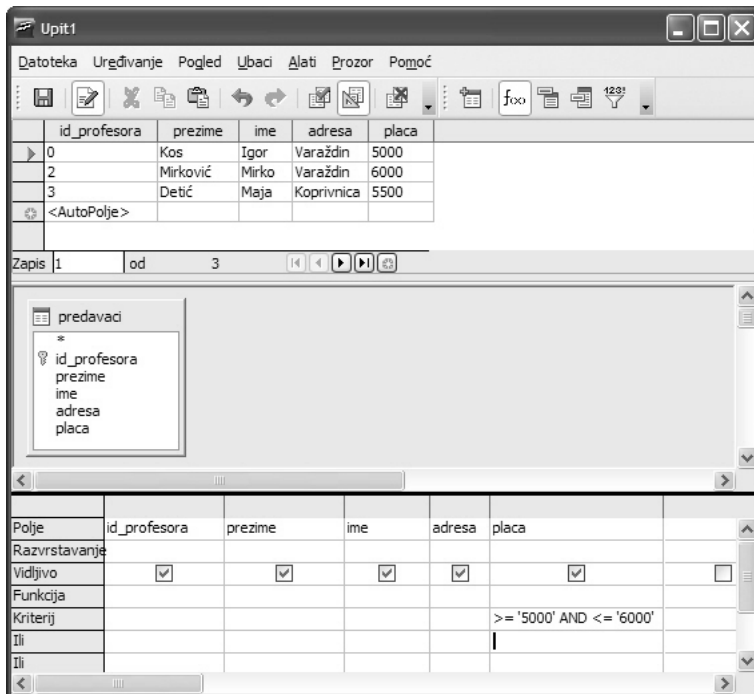 Upit1
Datoteka Uređivanje Pogled Ubaci Alati Prozor Pomoć
f∞ 123!
id_profesora prezime ime adresa placa
0 Kos Igor Varaždin 5000
2 Mirković Mirko Varaždin 6000
3 Detić Maja Koprivnica 5500
<AutoPolje>
Zapis 1 od 3
predavaci
*
id_profesora
prezime
ime
adresa
placa
Polje id_profesora prezime ime adresa placa
Razvrstavanje
Vidljivo
Funkcija
Kriterij >= '5000' AND <= '6000'
Ili
Ili